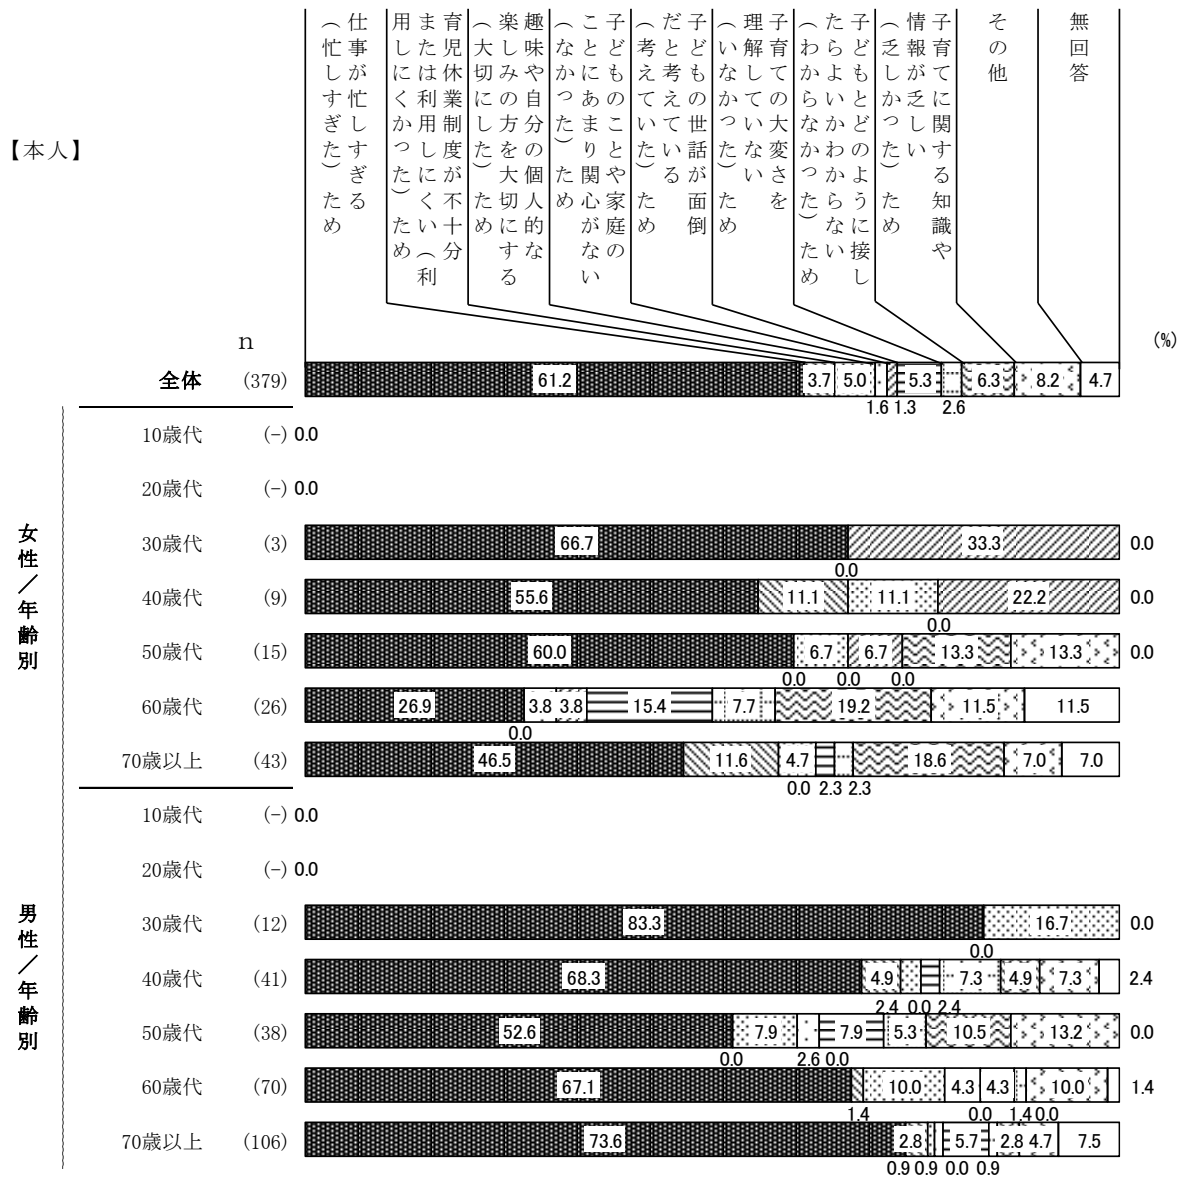 仕事が忙しすぎる
（忙しすぎた）ため
育児休業制度が不十分
または利用しにくい（利
用しにくかった）ため
趣味や自分の個人的な
楽しみの方を大切にする
（大切にした）ため
子どものことや家庭の
ことにあまり関心がない
（なかった）ため
子どもの世話が面倒
だと考えている
（考えていた）ため
子育ての大変さを
理解していない
（いなかった）ため
子どもとどのように接し
たらよいかわからない
（わからなかった）ため
子育てに関する知識や
情報が乏しい
（乏しかった）ため
その他
無回答
【本人】
n
(%)
全体 (379) 61.2 3.7 5.0 5.3 6.3 8.2 4.7
1.6 1.3 2.6
女性／年齢別
10歳代 (-) 0.0
20歳代 (-) 0.0
30歳代 (3) 66.7 33.3 0.0
0.0
40歳代 (9) 55.6 11.1 11.1 22.2 0.0
0.0
50歳代 (15) 60.0 6.7 6.7 13.3 13.3 0.0
0.0 0.0 0.0
60歳代 (26) 26.9 3.8 3.8 15.4 7.7 19.2 11.5 11.5
0.0
70歳以上 (43) 46.5 11.6 4.7 18.6 7.0 7.0
0.0 2.3 2.3
男性／年齢別
10歳代 (-) 0.0
20歳代 (-) 0.0
30歳代 (12) 83.3 16.7 0.0
0.0
40歳代 (41) 68.3 4.9 7.3 4.9 7.3 2.4
2.4 0.0 2.4
50歳代 (38) 52.6 7.9 7.9 5.3 10.5 13.2 0.0
0.0 2.6 0.0
60歳代 (70) 67.1 10.0 4.3 4.3 10.0 1.4
1.4 0.0 1.4 0.0
70歳以上 (106) 73.6 2.8 5.7 2.8 4.7 7.5
0.9 0.9 0.0 0.9